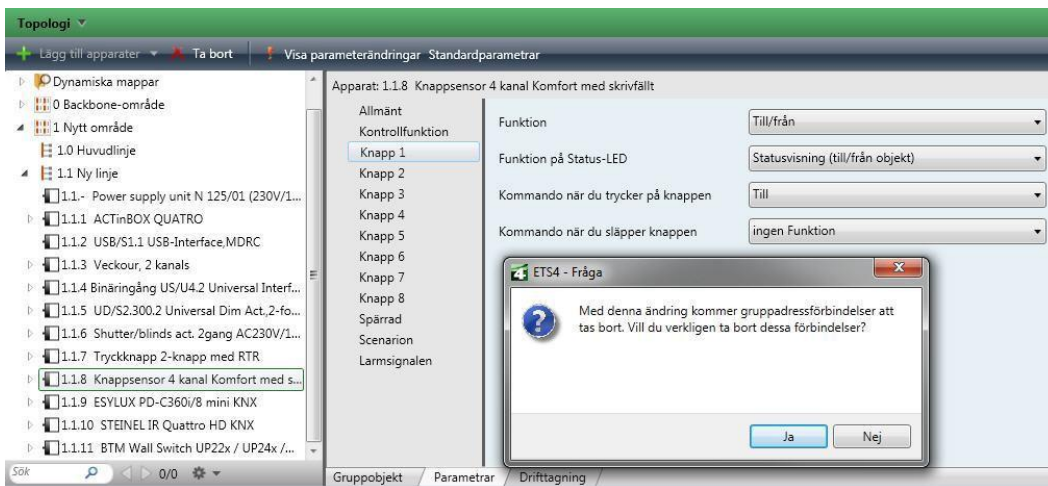 Topologi
Lägg till apparater
Ta bort
Visa parameterändringar
Standardparametrar
Dynamiska mappar
0 Backbone-område
1 Nytt område
1.0 Huvudlinje
1.1 Ny linje
1.1.- Power supply unit N 125/01 (230V/1...
1.1.1 ACTinBOX QUATRO
1.1.2 USB/S1.1 USB-Interface,MDRC
1.1.3 Veckour, 2 kanals
1.1.4 Binäringång US/U4.2 Universal Interf...
1.1.5 UD/S2.300.2 Universal Dim Act.,2-fo...
1.1.6 Shutter/blinds act. 2gang AC230V/1...
1.1.7 Tryckknapp 2-knapp med RTR
1.1.8 Knappsensor 4 kanal Komfort med s...
1.1.9 ESYLUX PD-C360i/8 mini KNX
1.1.10 STEINEL IR Quattro HD KNX
1.1.11 BTM Wall Switch UP22x / UP24x /...
Sök
0/0
Apparat: 1.1.8 Knappsensor 4 kanal Komfort med skrivfällt
Allmänt
Kontrollfunktion
Knapp 1
Knapp 2
Knapp 3
Knapp 4
Knapp 5
Knapp 6
Knapp 7
Knapp 8
Spärrad
Scenarion
Larmsignalen
Funktion
Till/från
Funktion på Status-LED
Statusvisning (till/från objekt)
Kommando när du trycker på knappen
Till
Kommando när du släpper knappen
ingen Funktion
4 ETS4 - Fråga
Med denna ändring kommer gruppadressförbindelser att
tas bort. Vill du verkligen ta bort dessa förbindelser?
Ja
Nej
Gruppobjekt
Parametrar
Drifttagning